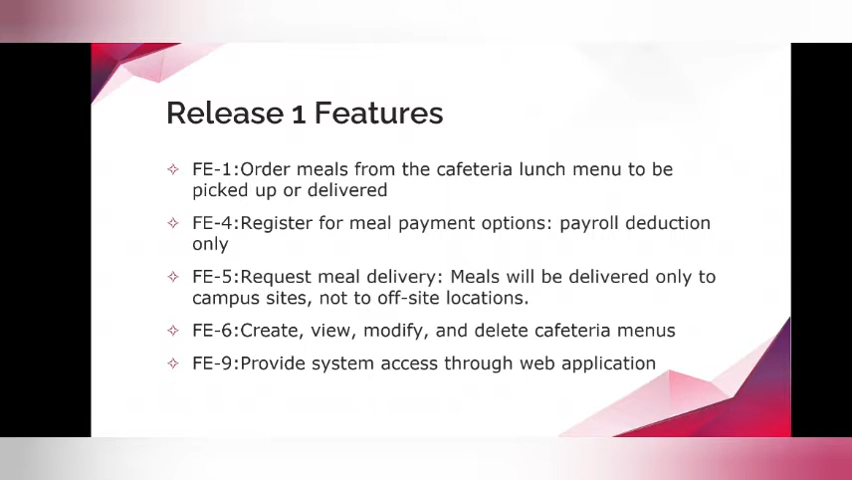 Release 1 Features
FE-1:Order meals from the cafeteria lunch menu to be
picked up or delivered
FE-4:Register for meal payment options: payroll deduction
only
FE-5:Request meal delivery: Meals will be delivered only to
campus sites, not to off-site locations.
FE-6:Create, view, modify, and delete cafeteria menus
FE-9:Provide system access through web application